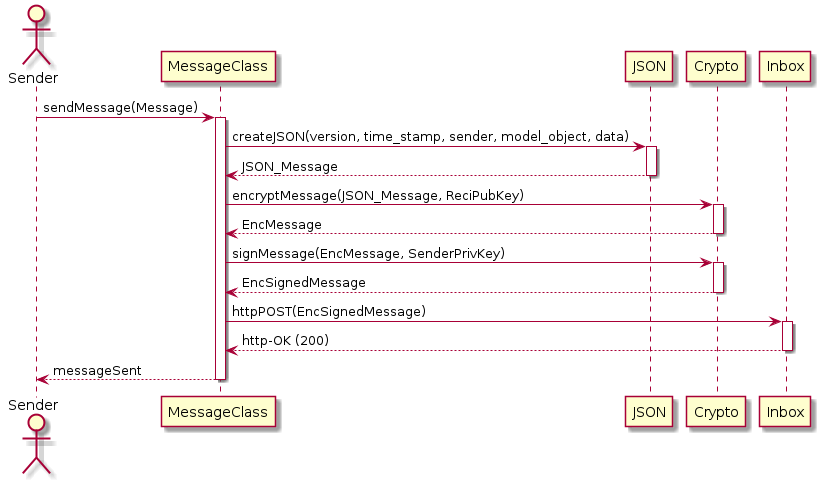 Sender
MessageClass
JSON
Crypto
Inbox
sendMessage(Message)
createJSON(version, time_stamp, sender, model_object, data)
JSON_Message
encryptMessage(JSON_Message, ReciPubKey)
EncMessage
signMessage(EncMessage, SenderPrivKey)
EncSignedMessage
httpPOST(EncSignedMessage)
http-OK (200)
messageSent
Sender
MessageClass
JSON
Crypto
Inbox